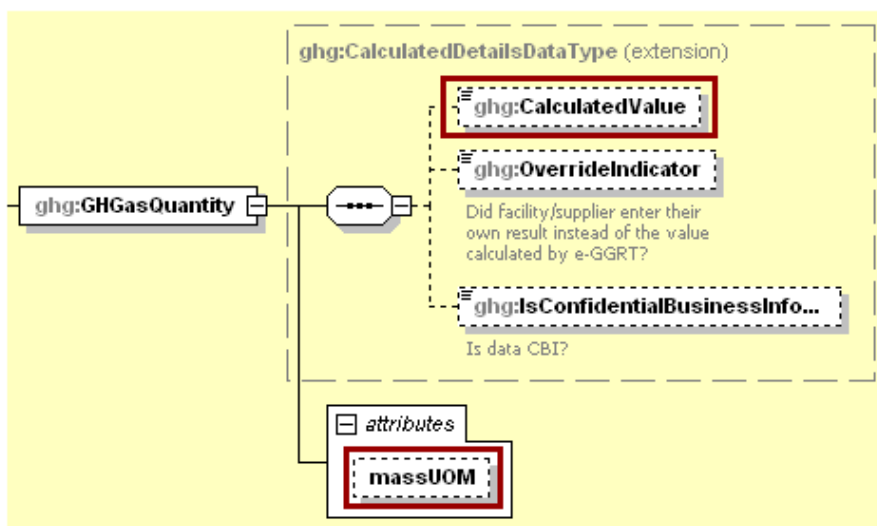 ghg:CalculatedDetailsDataType (extension)
ghg:CalculatedValue
ghg:OverrideIndicator
ghg:GHGasQuantity
Did facility/supplier enter their
own result instead of the value
calculated by e-GGRT?
ghg:IsConfidentialBusinessInfo...
Is data CBI?
attributes
massUOM